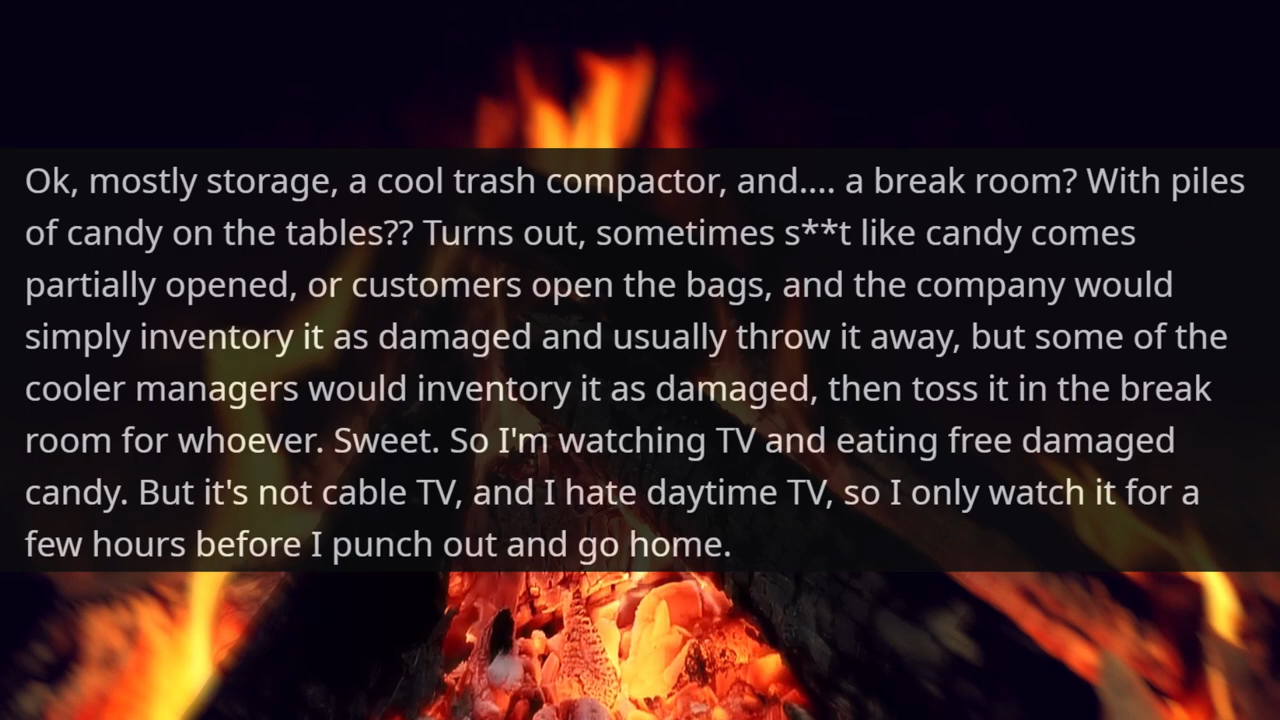 Ok, mostly storage, a cool trash compactor, and.... a break room? With piles
of candy on the tables?? Turns out, sometimes s**t like candy comes
partially opened, or customers open the bags, and the company would
simply inventory it as damaged and usually throw it away, but some of the
cooler managers would inventory it as damaged, then toss it in the break
room for whoever. Sweet. So I'm watching TV and eating free damaged
candy. But it's not cable TV, and I hate daytime TV, so I only watch it for a
few hours before I punch out and go home.